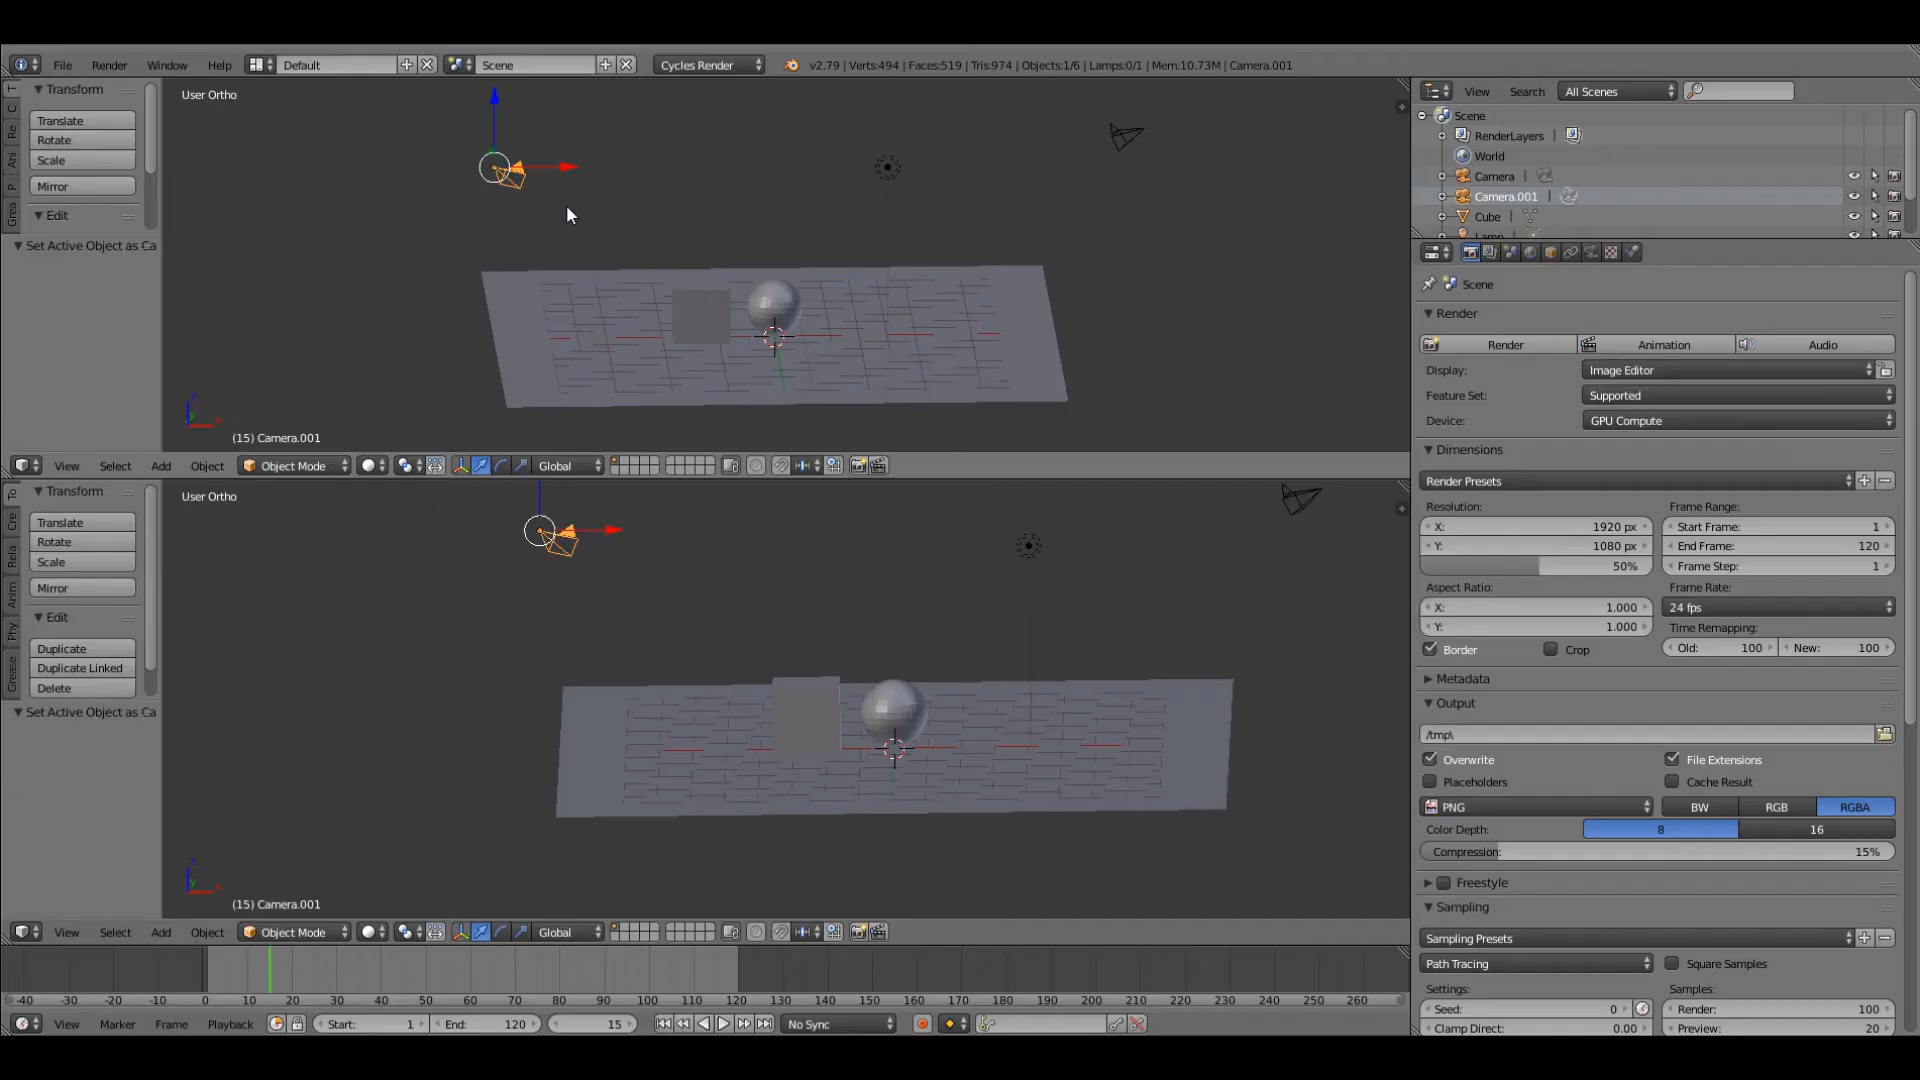 File Render Window Help Default Scene Cycles Render v2.79 | Verts:494 | Faces:519 | Tris:974 | Objects:1/6 | Lamps:0/1 | Mem:10.73M | Camera.001
T
C
Re
Ani
P
Grea
Transform
Translate
Rotate
Scale
Mirror
Edit
Set Active Object as Ca
User Ortho
(15) Camera.001
View Select Add Object Object Mode Global
To
Cre
Rela
Anim
Phy
Grease
Transform
Translate
Rotate
Scale
Mirror
Edit
Duplicate
Duplicate Linked
Delete
Set Active Object as Ca
User Ortho
(15) Camera.001
View Select Add Object Object Mode Global
-40 -30 -20 -10 0 10 20 30 40 50 60 70 80 90 100 110 120 130 140 150 160 170 180 190 200 210 220 230 240 250 260
View Marker Frame Playback Start: 1 End: 120 15 No Sync
View Search All Scenes
Scene
RenderLayers
World
Camera
Camera.001
Cube
Lamp
Scene
Render
Render Animation Audio
Display: Image Editor
Feature Set: Supported
Device: GPU Compute
Dimensions
Render Presets
Resolution: Frame Range:
X: 1920 px Start Frame: 1
Y: 1080 px End Frame: 120
50% Frame Step: 1
Aspect Ratio: Frame Rate:
X: 1.000 24 fps
Y: 1.000 Time Remapping:
Border Crop Old: 100 New: 100
Metadata
Output
/tmp\
Overwrite File Extensions
Placeholders Cache Result
PNG BW RGB RGBA
Color Depth: 8 16
Compression: 15%
Freestyle
Sampling
Sampling Presets
Path Tracing Square Samples
Settings: Samples:
Seed: 0 Render: 100
Clamp Direct: 0.00 Preview: 20